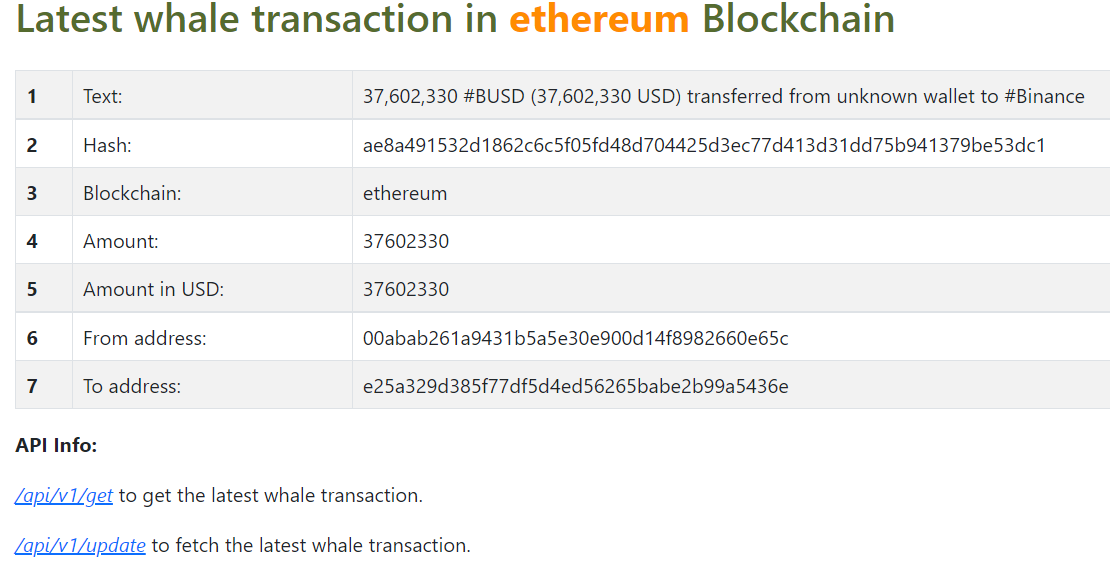 Latest whale transaction in ethereum Blockchain
1 Text: 37,602,330 #BUSD (37,602,330 USD) transferred from unknown wallet to #Binance
2 Hash: ae8a491532d1862c6c5f05fd48d704425d3ec77d413d31dd75b941379be53dc1
3 Blockchain: ethereum
4 Amount: 37602330
5 Amount in USD: 37602330
6 From address: 00abab261a9431b5a5e30e900d14f8982660e65c
7 To address: e25a329d385f77df5d4ed56265babe2b99a5436e
API Info:
/api/v1/get to get the latest whale transaction.
/api/v1/update to fetch the latest whale transaction.